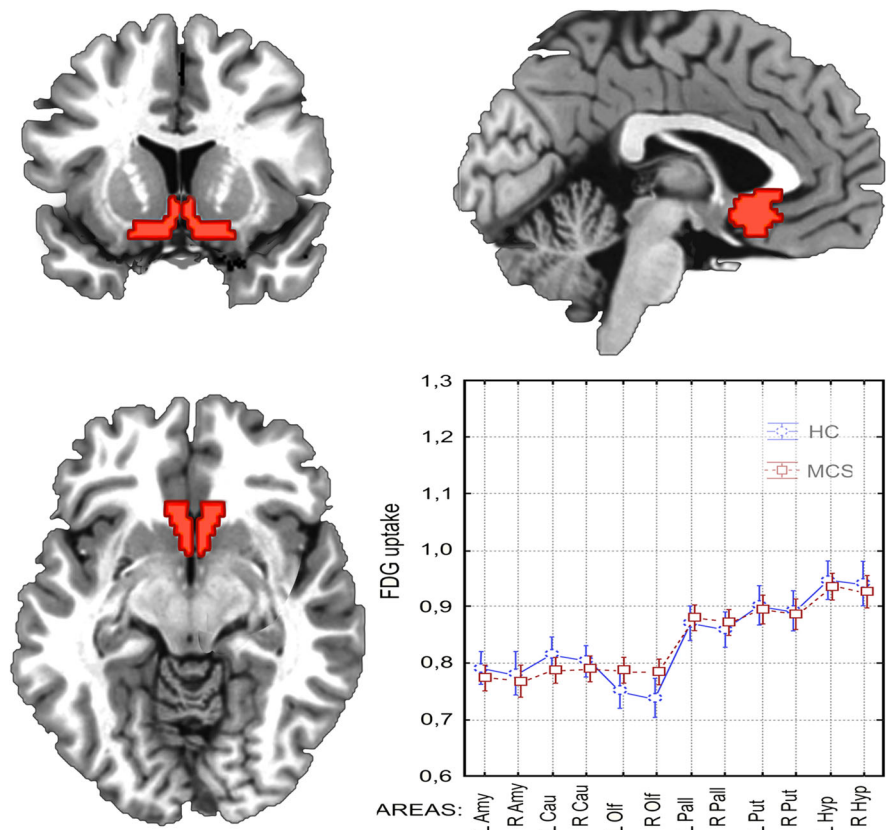 1,3
1,2
1,1
1,0
0,9
0,8
0,7
0,6
FDG uptake
HC
MCS
AREAS:
Amy
R Amy
Cau
R Cau
Olf
R Olf
Pall
R Pall
Put
R Put
Hyp
R Hyp